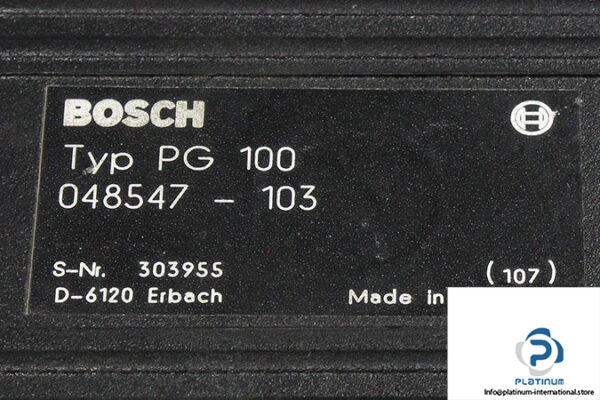 BOSCH
Typ PG 100
048547 - 103
S-Nr. 303955 (107)
D-6120 Erbach Made in
PLATINUM
Info@platinum-international.store